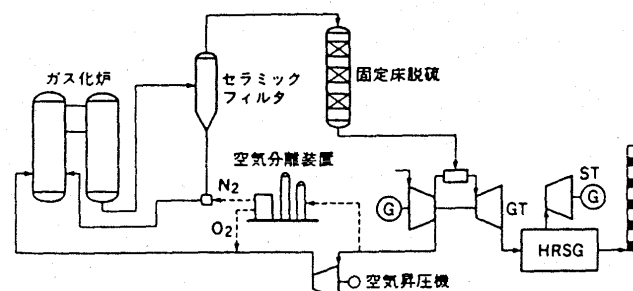 ガス化炉
セラミック
フィルタ
固定床脱硫
空気分離装置
N2
O2
G
GT
ST
G
HRSG
空気昇圧機